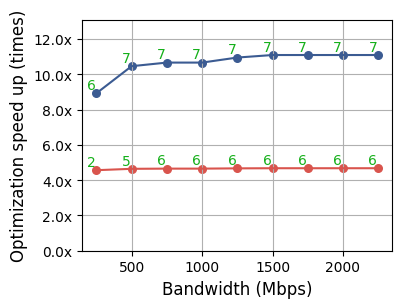 Optimization speed up (times)
12.0x
10.0x
8.0x
6.0x
4.0x
2.0x
0.0x
6 7 7 7 7 7 7 7 7
2 5 6 6 6 6 6 6 6
500 1000 1500 2000
Bandwidth (Mbps)